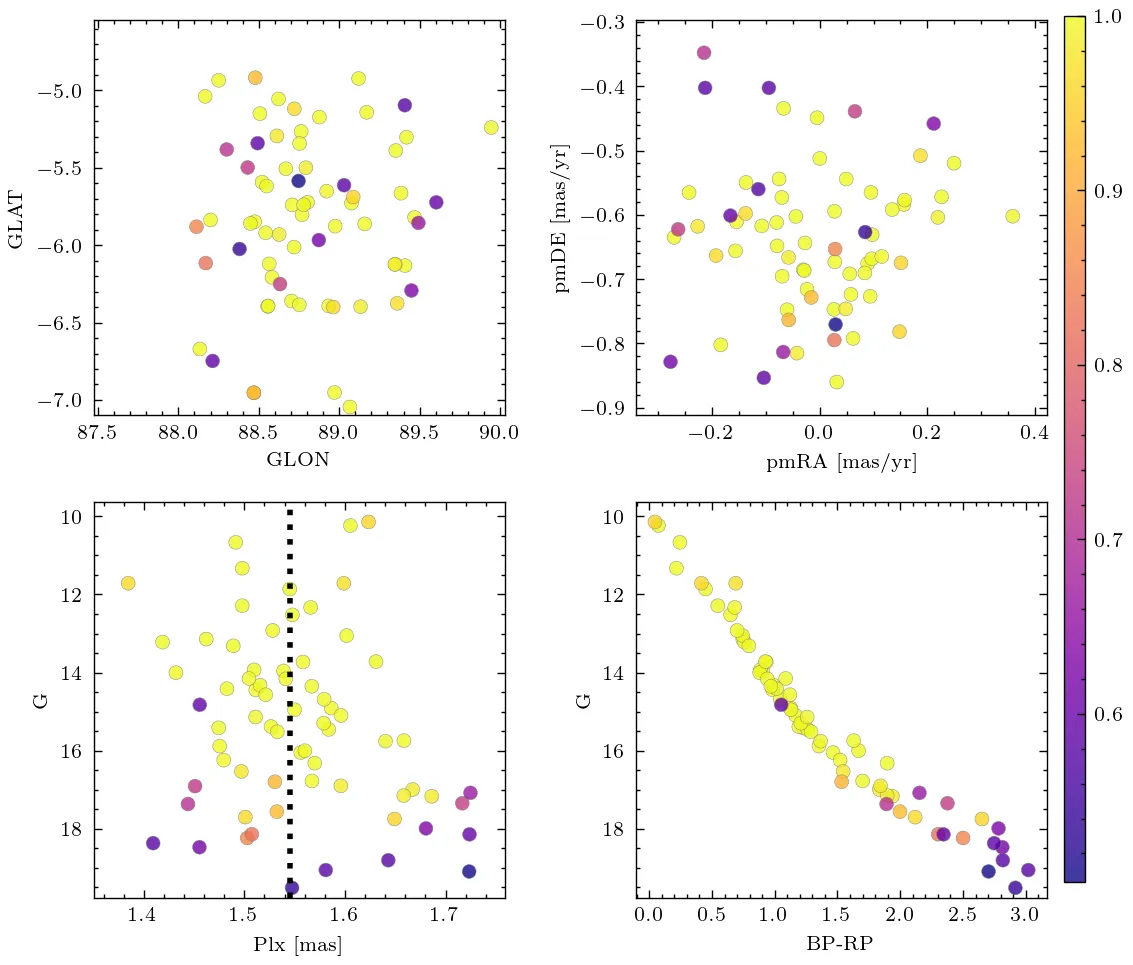 −5.0
−5.5
−6.0
−6.5
−7.0
GLAT
87.5 88.0 88.5 89.0 89.5 90.0
GLON
−0.3
−0.4
−0.5
−0.6
−0.7
−0.8
−0.9
pmDE [mas/yr]
−0.2 0.0 0.2 0.4
pmRA [mas/yr]
10
12
14
16
18
G
1.4 1.5 1.6 1.7
Plx [mas]
10
12
14
16
18
G
0.0 0.5 1.0 1.5 2.0 2.5 3.0
BP-RP
1.0
0.9
0.8
0.7
0.6